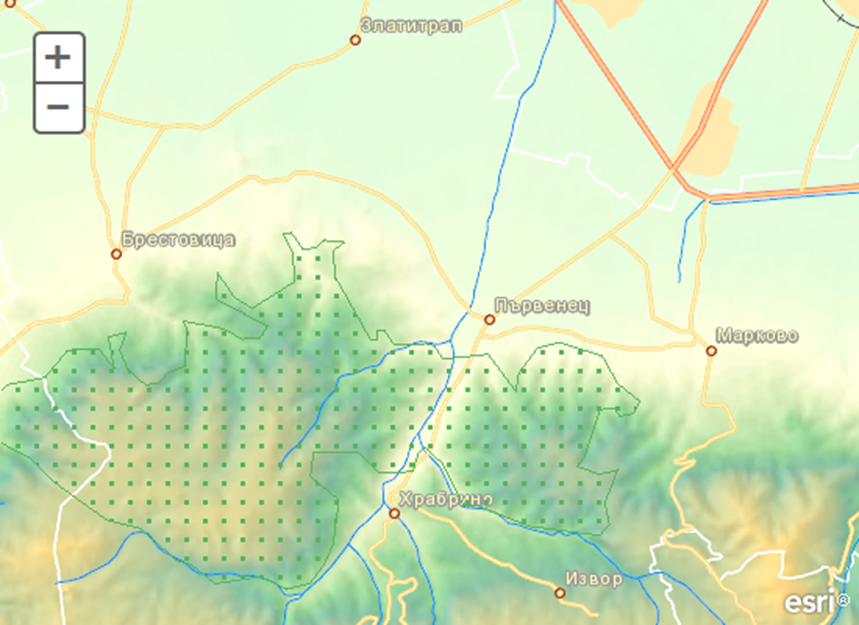 Златитрап
+
−
Брестовица
Първенец
Марково
Храбрино
Извор
esri®